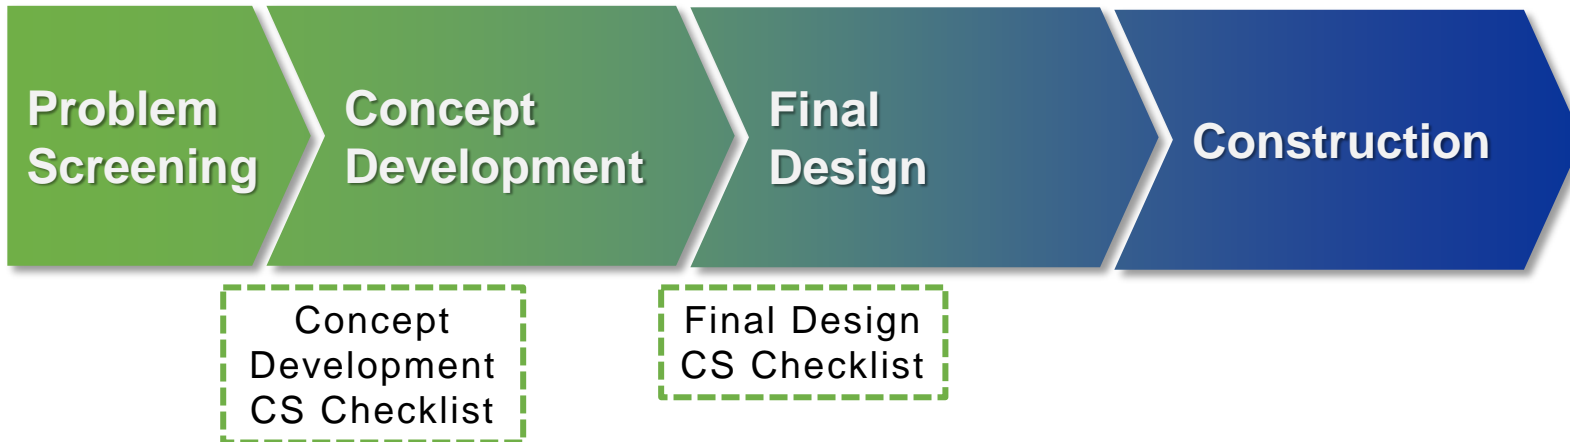 Problem
Screening
Concept
Development
Final
Design
Construction
Concept
Development
CS Checklist
Final Design
CS Checklist